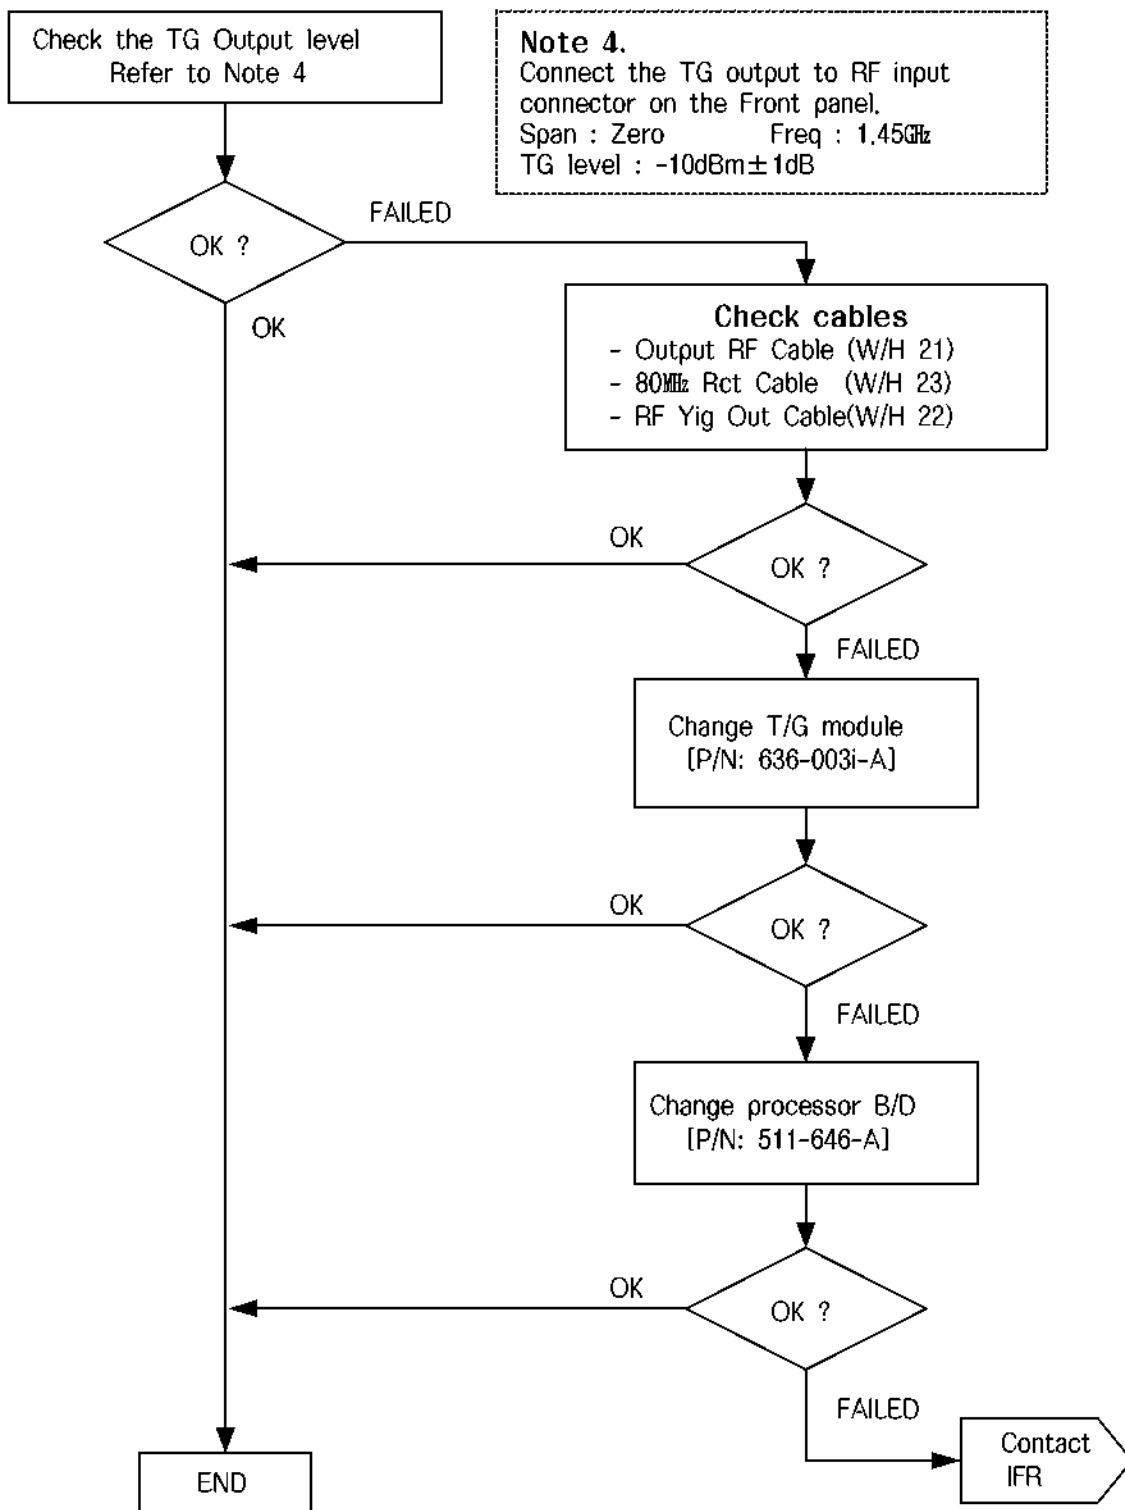 Check the TG Output level
Refer to Note 4
Note 4.
Connect the TG output to RF input
connector on the Front panel.
Span : Zero Freq : 1.45㎓
TG level : -10dBm±1dB
OK ?
FAILED
OK
Check cables
- Output RF Cable (W/H 21)
- 80㎒ Rct Cable (W/H 23)
- RF Yig Out Cable(W/H 22)
OK
OK ?
FAILED
Change T/G module
[P/N: 636-003i-A]
OK
OK ?
FAILED
Change processor B/D
[P/N: 511-646-A]
OK
OK ?
FAILED
Contact
IFR
END